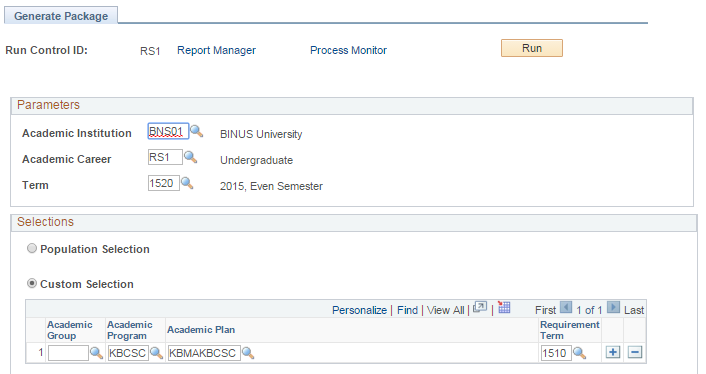 Generate Package
Run Control ID: RS1 Report Manager Process Monitor Run
Parameters
Academic Institution BNS01 BINUS University
Academic Career RS1 Undergraduate
Term 1520 2015, Even Semester
Selections
Population Selection
Custom Selection
Personalize | Find | View All | | First 1 of 1 Last
Academic Group Academic Program Academic Plan Requirement Term
1 KBCSC KBMAKBCSC 1510